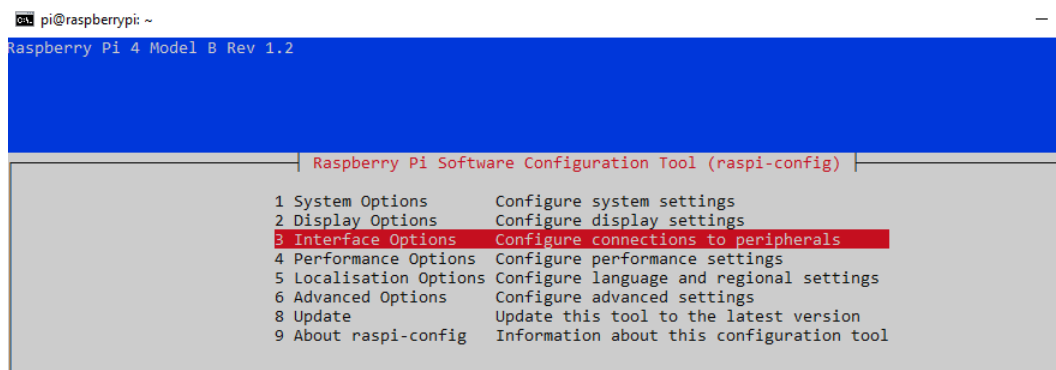 pi@raspberrypi: ~
Raspberry Pi 4 Model B Rev 1.2
Raspberry Pi Software Configuration Tool (raspi-config)
1 System Options Configure system settings
2 Display Options Configure display settings
3 Interface Options Configure connections to peripherals
4 Performance Options Configure performance settings
5 Localisation Options Configure language and regional settings
6 Advanced Options Configure advanced settings
8 Update Update this tool to the latest version
9 About raspi-config Information about this configuration tool